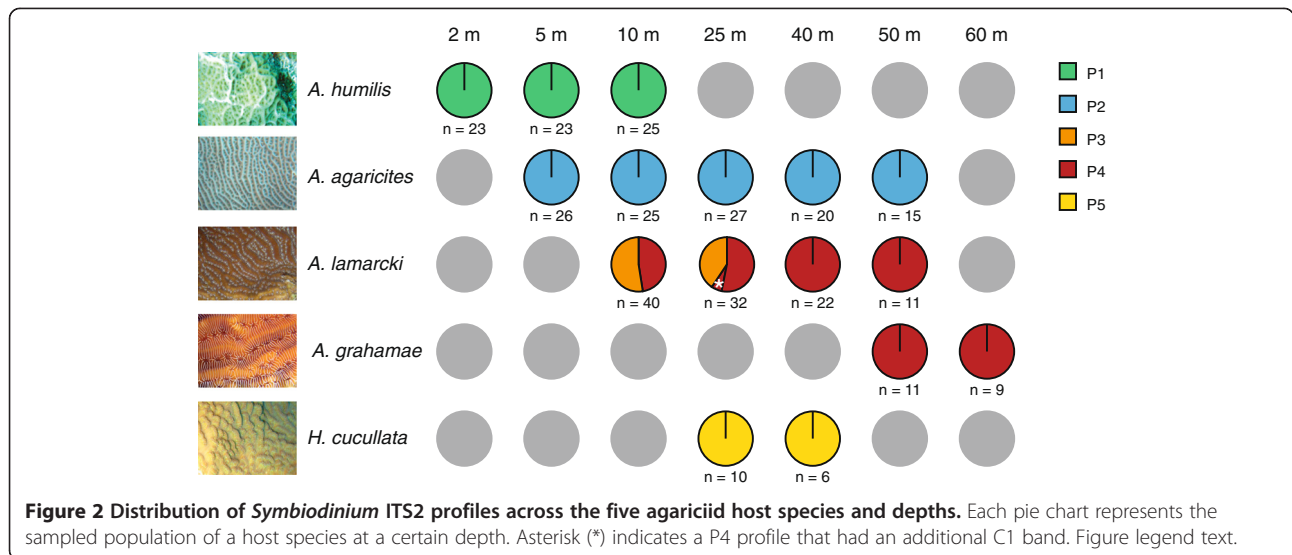 2 m 5 m 10 m 25 m 40 m 50 m 60 m
A. humilis
n = 23 n = 23 n = 25
P1
P2
P3
P4
P5
A. agaricites
n = 26 n = 25 n = 27 n = 20 n = 15
A. lamarcki
*
n = 40 n = 32 n = 22 n = 11
A. grahamae
n = 11 n = 9
H. cucullata
n = 10 n = 6
Figure 2 Distribution of Symbiodinium ITS2 profiles across the five agariciid host species and depths. Each pie chart represents the
sampled population of a host species at a certain depth. Asterisk (*) indicates a P4 profile that had an additional C1 band. Figure legend text.